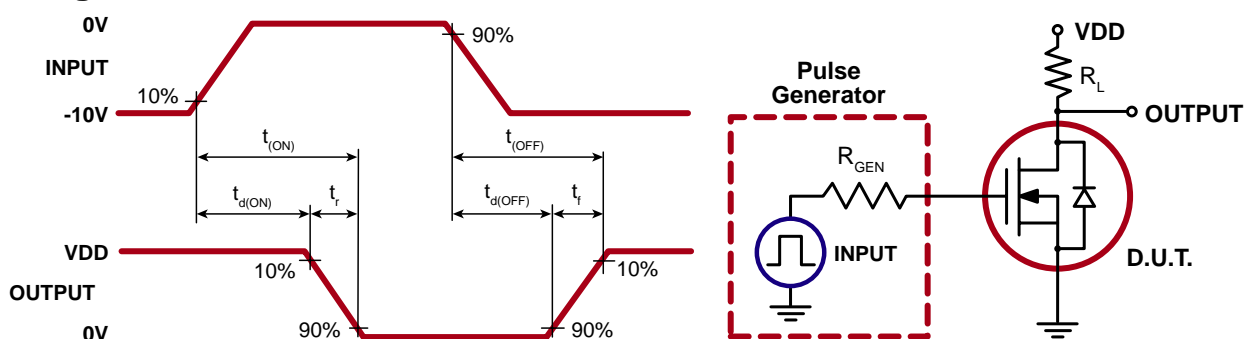 0V
INPUT
-10V
10%
90%
t(ON)
t(OFF)
td(ON)
tr
td(OFF)
tf
VDD
OUTPUT
0V
10%
90%
90%
10%
Pulse
Generator
RGEN
INPUT
VDD
RL
OUTPUT
D.U.T.